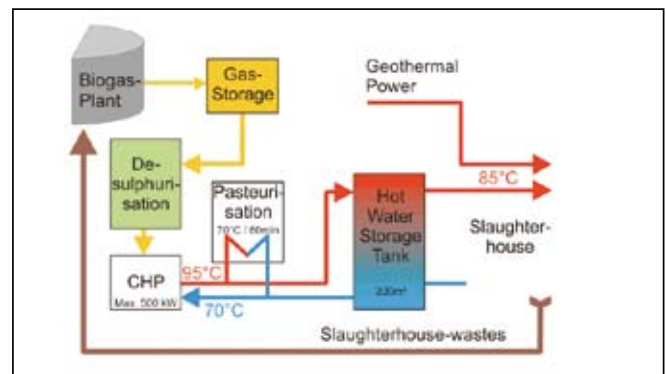 Biogas-
Plant
Gas-
Storage
Geothermal
Power
De-
sulphuri-
sation
Pasteuri-
sation
70°C / 60min
Hot
Water
Storage
Tank
200m³
85°C
Slaughter-
house
95°C
CHP
Max. 500 kW
70°C
Slaughterhouse-wastes